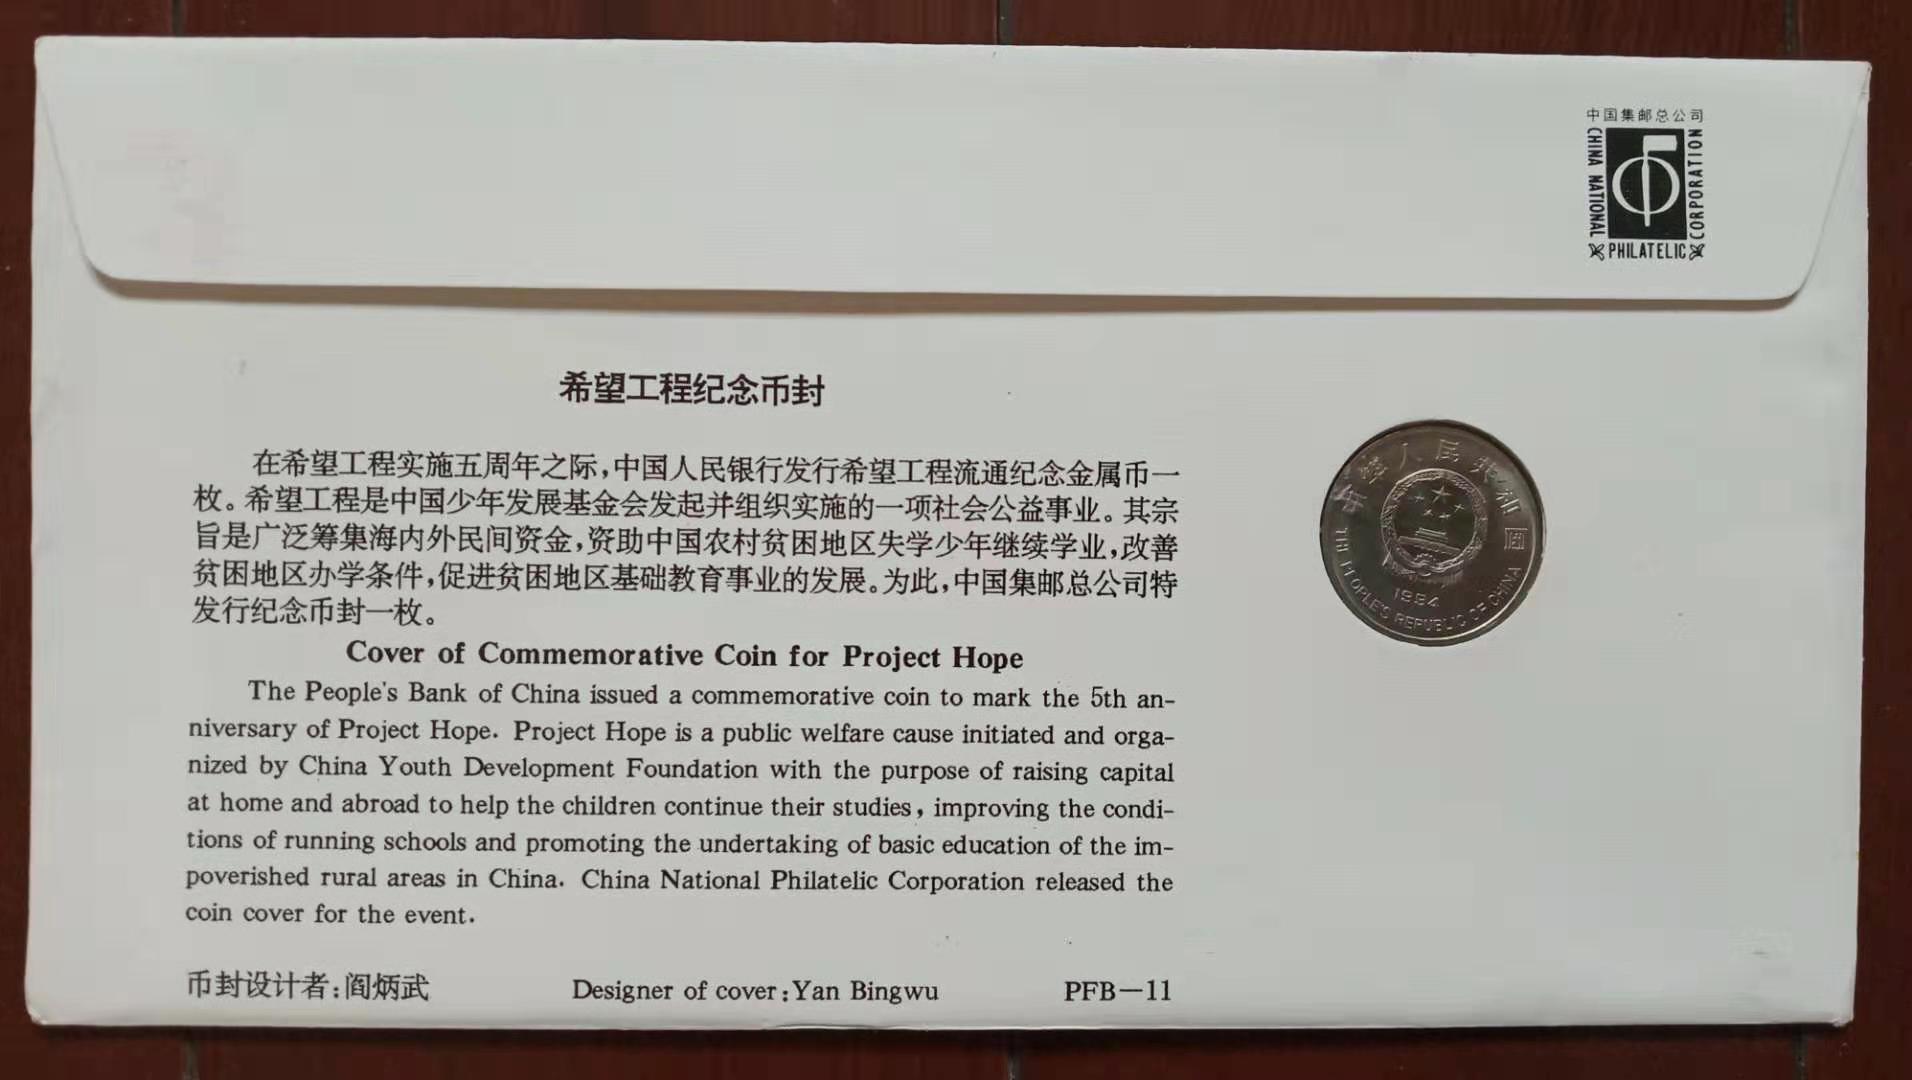 中国集邮总公司
CHINA NATIONAL
PHILATELIC
CORPORATION
希望工程纪念币封
在希望工程实施五周年之际,中国人民银行发行希望工程流通纪念金属币一
枚。希望工程是中国少年发展基金会发起并组织实施的一项社会公益事业。其宗
旨是广泛筹集海内外民间资金,资助中国农村贫困地区失学少年继续学业,改善
贫困地区办学条件,促进贫困地区基础教育事业的发展。为此,中国集邮总公司特
发行纪念币封一枚。
Cover of Commemorative Coin for Project Hope
The People's Bank of China issued a commemorative coin to mark the 5th an-
niversary of Project Hope. Project Hope is a public welfare cause initiated and orga-
nized by China Youth Development Foundation with the purpose of raising capital
at home and abroad to help the children continue their studies, improving the condi-
tions of running schools and promoting the undertaking of basic education of the im-
poverished rural areas in China. China National Philatelic Corporation released the
coin cover for the event.
币封设计者:阎炳武 Designer of cover:Yan Bingwu PFB—11
华人民共和国
1994
PEOPLE'S REPUBLIC OF CHINA